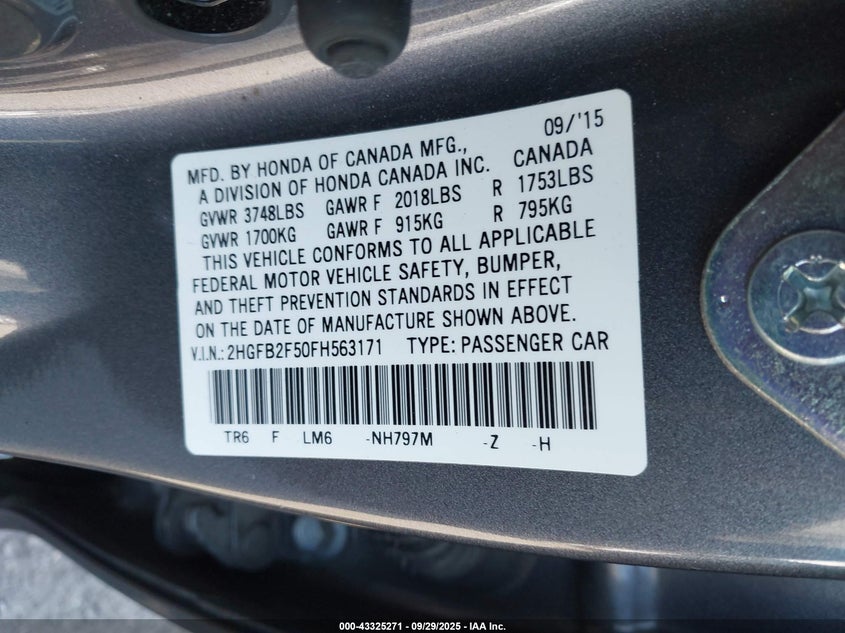 09/'15
MFD. BY HONDA OF CANADA MFG.,
A DIVISION OF HONDA CANADA INC. CANADA
GVWR 3748LBS GAWR F 2018LBS R 1753LBS
GVWR 1700KG GAWR F 915KG R 795KG
THIS VEHICLE CONFORMS TO ALL APPLICABLE
FEDERAL MOTOR VEHICLE SAFETY, BUMPER,
AND THEFT PREVENTION STANDARDS IN EFFECT
ON THE DATE OF MANUFACTURE SHOWN ABOVE.
V.I.N.: 2HGFB2F50FH563171 TYPE: PASSENGER CAR
TR6 F LM6 -NH797M -Z -H
000-43325271 | 09/29/2025 | IAA Inc.